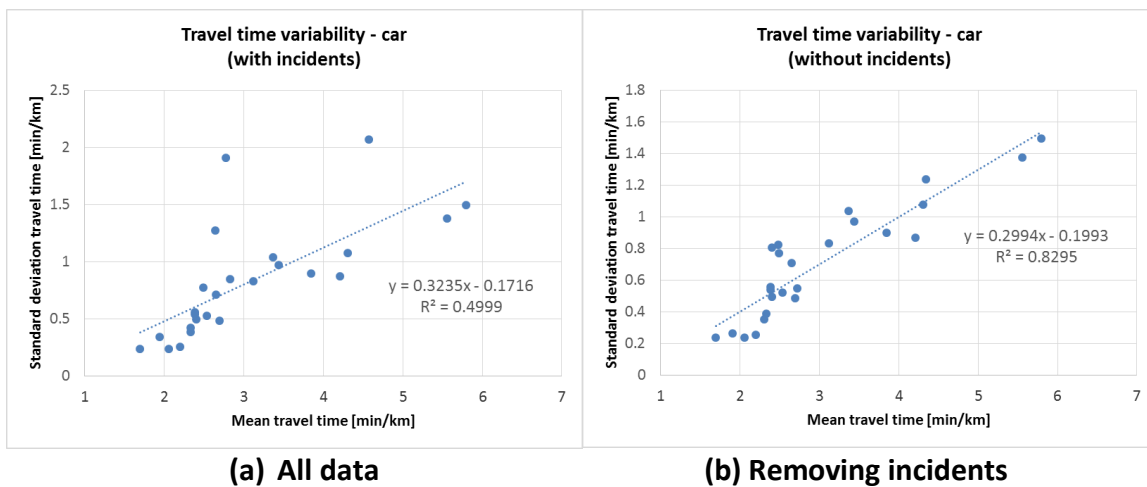 Travel time variability - car
(with incidents)
Standard deviation travel time [min/km]
2.5
2
1.5
1
0.5
0
y = 0.3235x - 0.1716
R² = 0.4999
1
2
3
4
5
6
7
Mean travel time [min/km]
(a) All data
Travel time variability - car
(without incidents)
Standard deviation travel time [min/km]
1.8
1.6
1.4
1.2
1
0.8
0.6
0.4
0.2
0
y = 0.2994x - 0.1993
R² = 0.8295
1
2
3
4
5
6
7
Mean travel time [min/km]
(b) Removing incidents